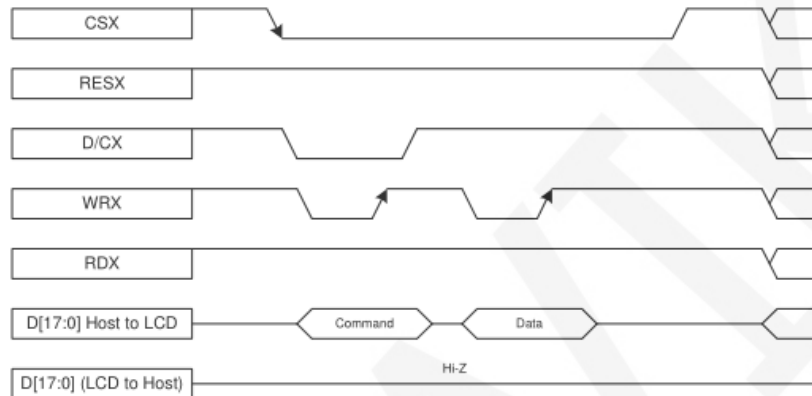 CSX
RESX
D/CX
WRX
RDX
D[17:0] Host to LCD
Command
Data
Hi-Z
D[17:0] (LCD to Host)